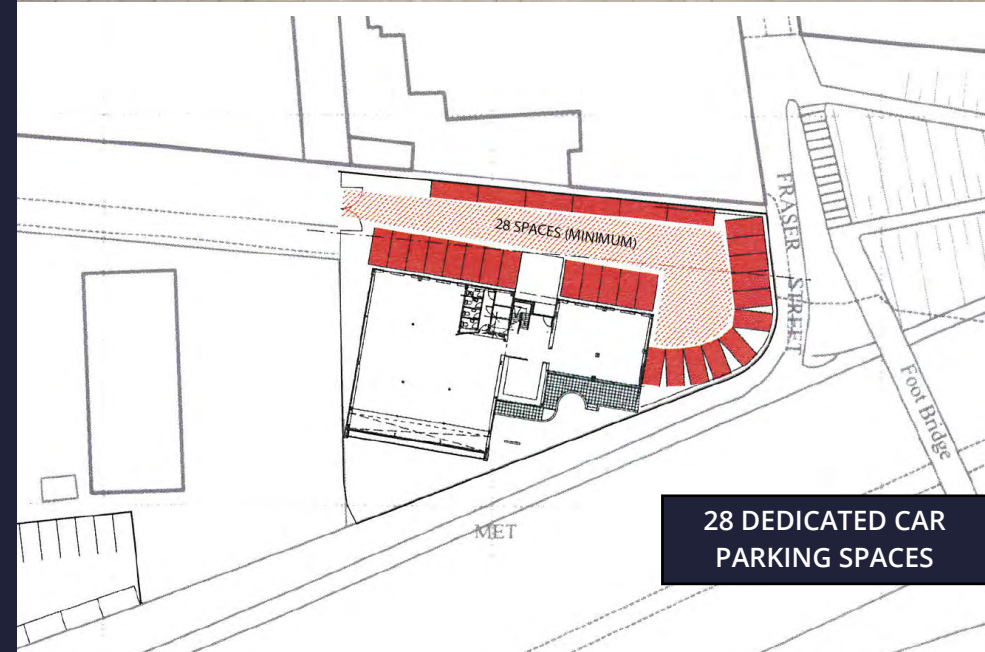 28 SPACES (MINIMUM)
FRASER STREET
Foot Bridge
MET
28 DEDICATED CAR
PARKING SPACES